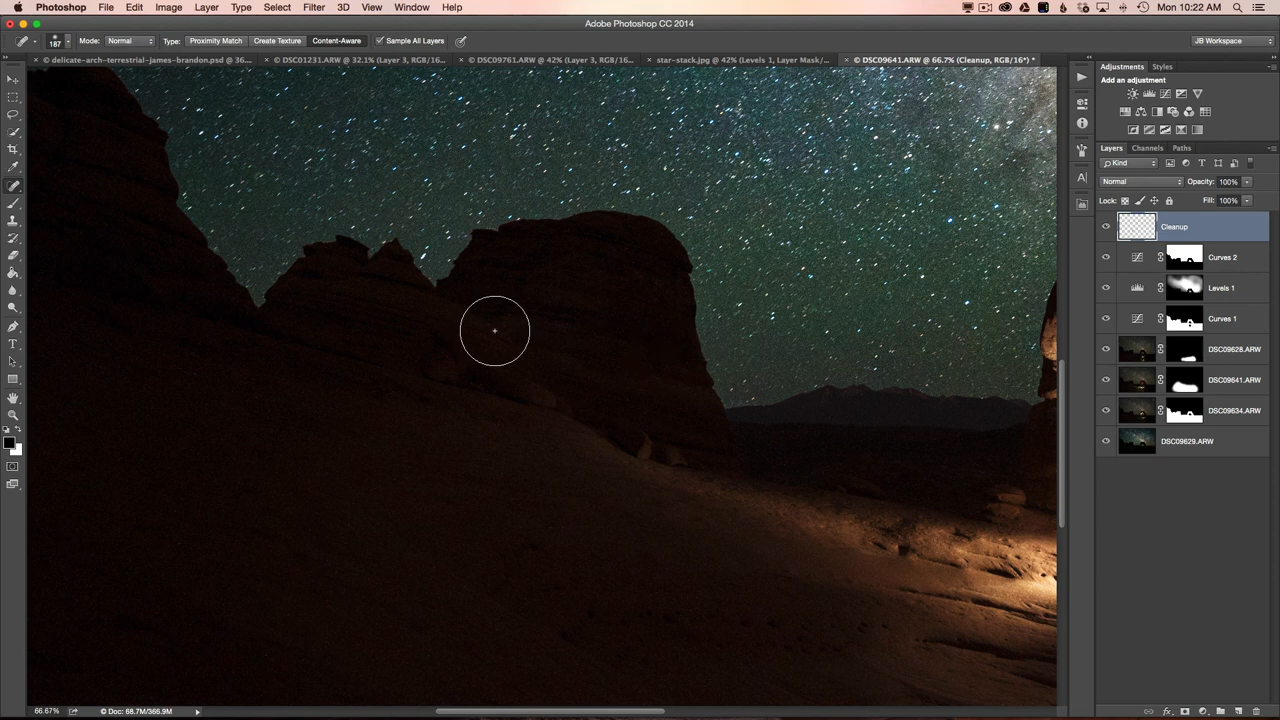 Photoshop File Edit Image Layer Type Select Filter 3D View Window Help Mon 10:22 AM
Adobe Photoshop CC 2014
187 Mode: Normal Type: Proximity Match Create Texture Content-Aware Sample All Layers JB Workspace
× © delicate-arch-terrestrial-james-brandon.psd @ 36.... × © DSC01231.ARW @ 32.1% (Layer 3, RGB/16... × © DSC09761.ARW @ 42% (Layer 3, RGB/16... × star-stack.jpg @ 42% (Levels 1, Layer Mask/... × © DSC09641.ARW @ 66.7% (Cleanup, RGB/16*) *
Adjustments Styles
Add an adjustment
Layers Channels Paths
Kind
Normal Opacity: 100%
Lock: Fill: 100%
Cleanup
Curves 2
Levels 1
Curves 1
DSC09628.ARW
DSC09641.ARW
DSC09634.ARW
DSC09629.ARW
66.67% © Doc: 68.7M/366.9M